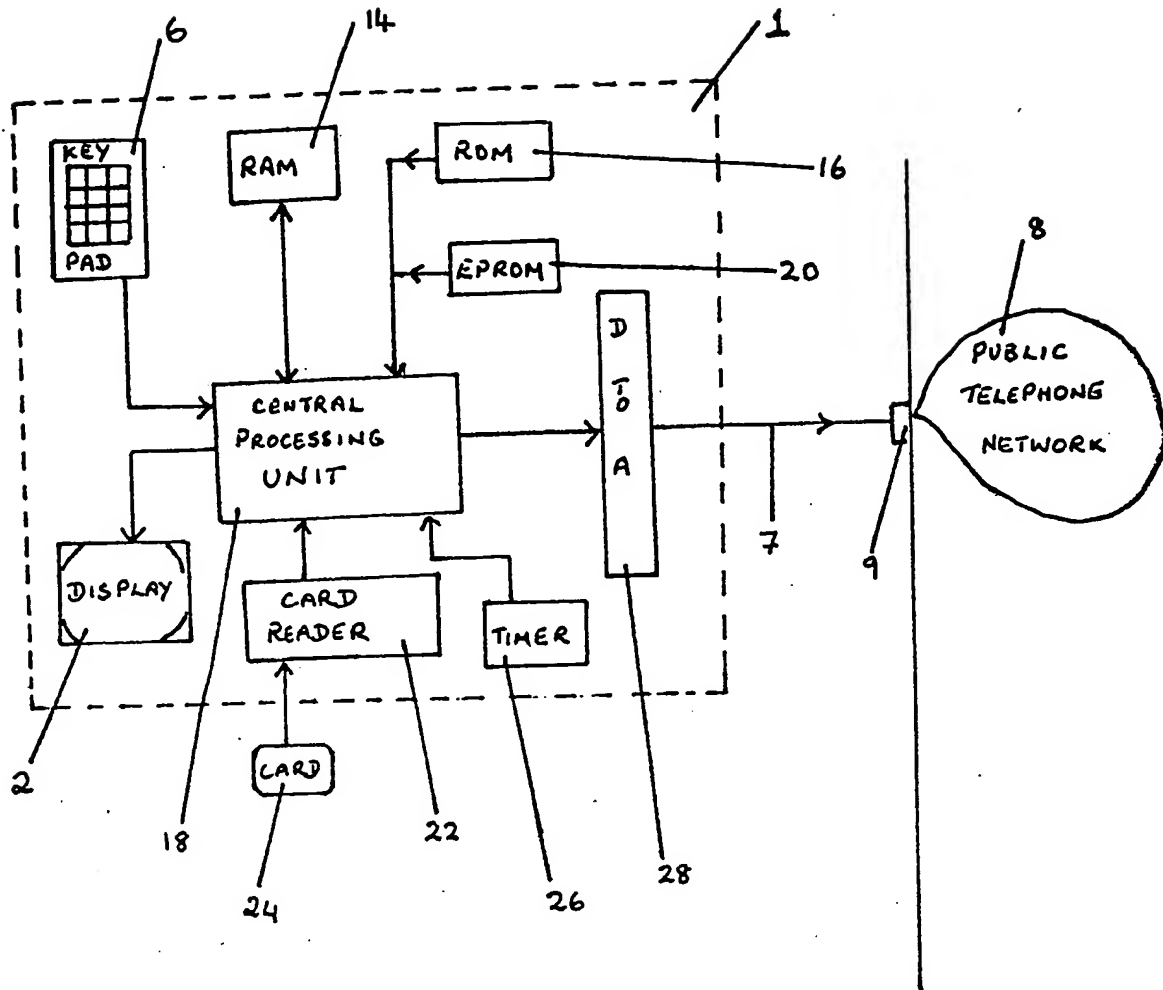 6
14
1
KEY
PAD
RAM
ROM
16
EPROM
20
8
PUBLIC
TELEPHONE
NETWORK
D
TO
A
CENTRAL
PROCESSING
UNIT
7
9
DISPLAY
CARD
READER
TIMER
2
CARD
18
24
22
26
28